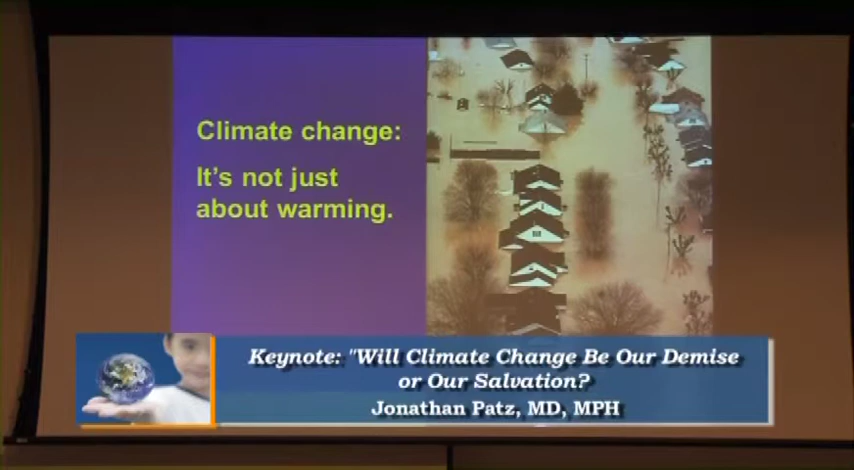 Climate change:
It's not just
about warming.
Keynote: "Will Climate Change Be Our Demise
or Our Salvation?
Jonathan Patz, MD, MPH